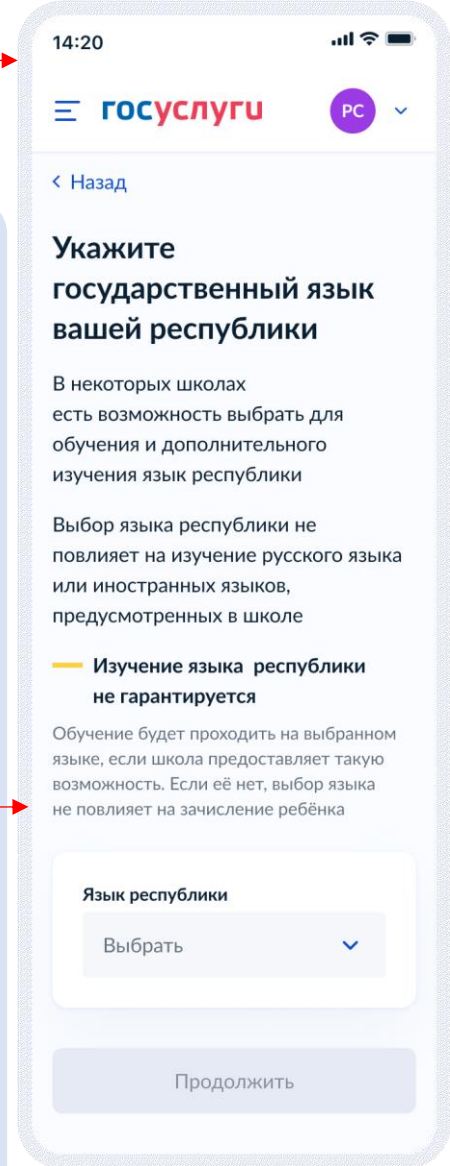 14:20
госуслуги
РС
Назад
Укажите
государственный язык
вашей республики
В некоторых школах
есть возможность выбрать для
обучения и дополнительного
изучения язык республики
Выбор языка республики не
повлияет на изучение русского языка
или иностранных языков,
предусмотренных в школе
Изучение языка республики
не гарантируется
Обучение будет проходить на выбранном
языке, если школа предоставляет такую
возможность. Если её нет, выбор языка
не повлияет на зачисление ребёнка
Язык республики
Выбрать
Продолжить